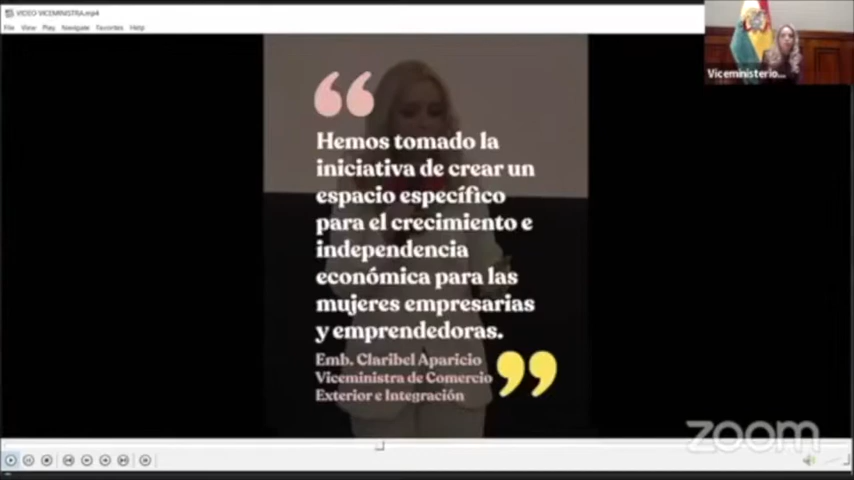 VIDEO VICEMINISTRA.mp4
File View Play Navigate Favorites Help
Viceministerio...
Hemos tomado la
iniciativa de crear un
espacio específico
para el crecimiento e
independencia
económica para las
mujeres empresarias
y emprendedoras.
Emb. Claribel Aparicio
Viceministra de Comercio
Exterior e Integración
zoom